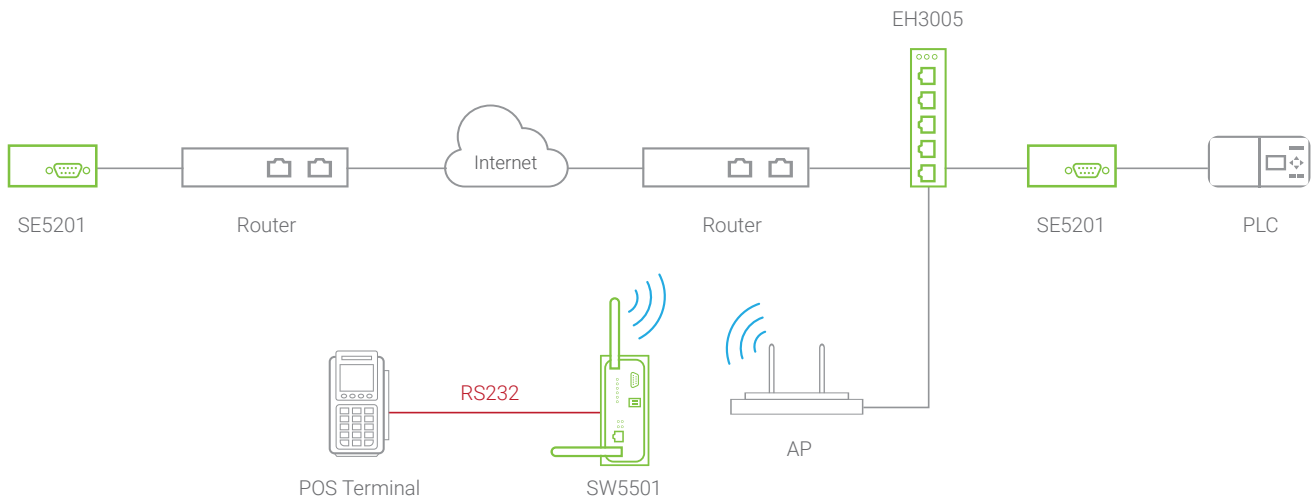 EH3005
Internet
SE5201
Router
Router
SE5201
PLC
RS232
AP
POS Terminal
SW5501